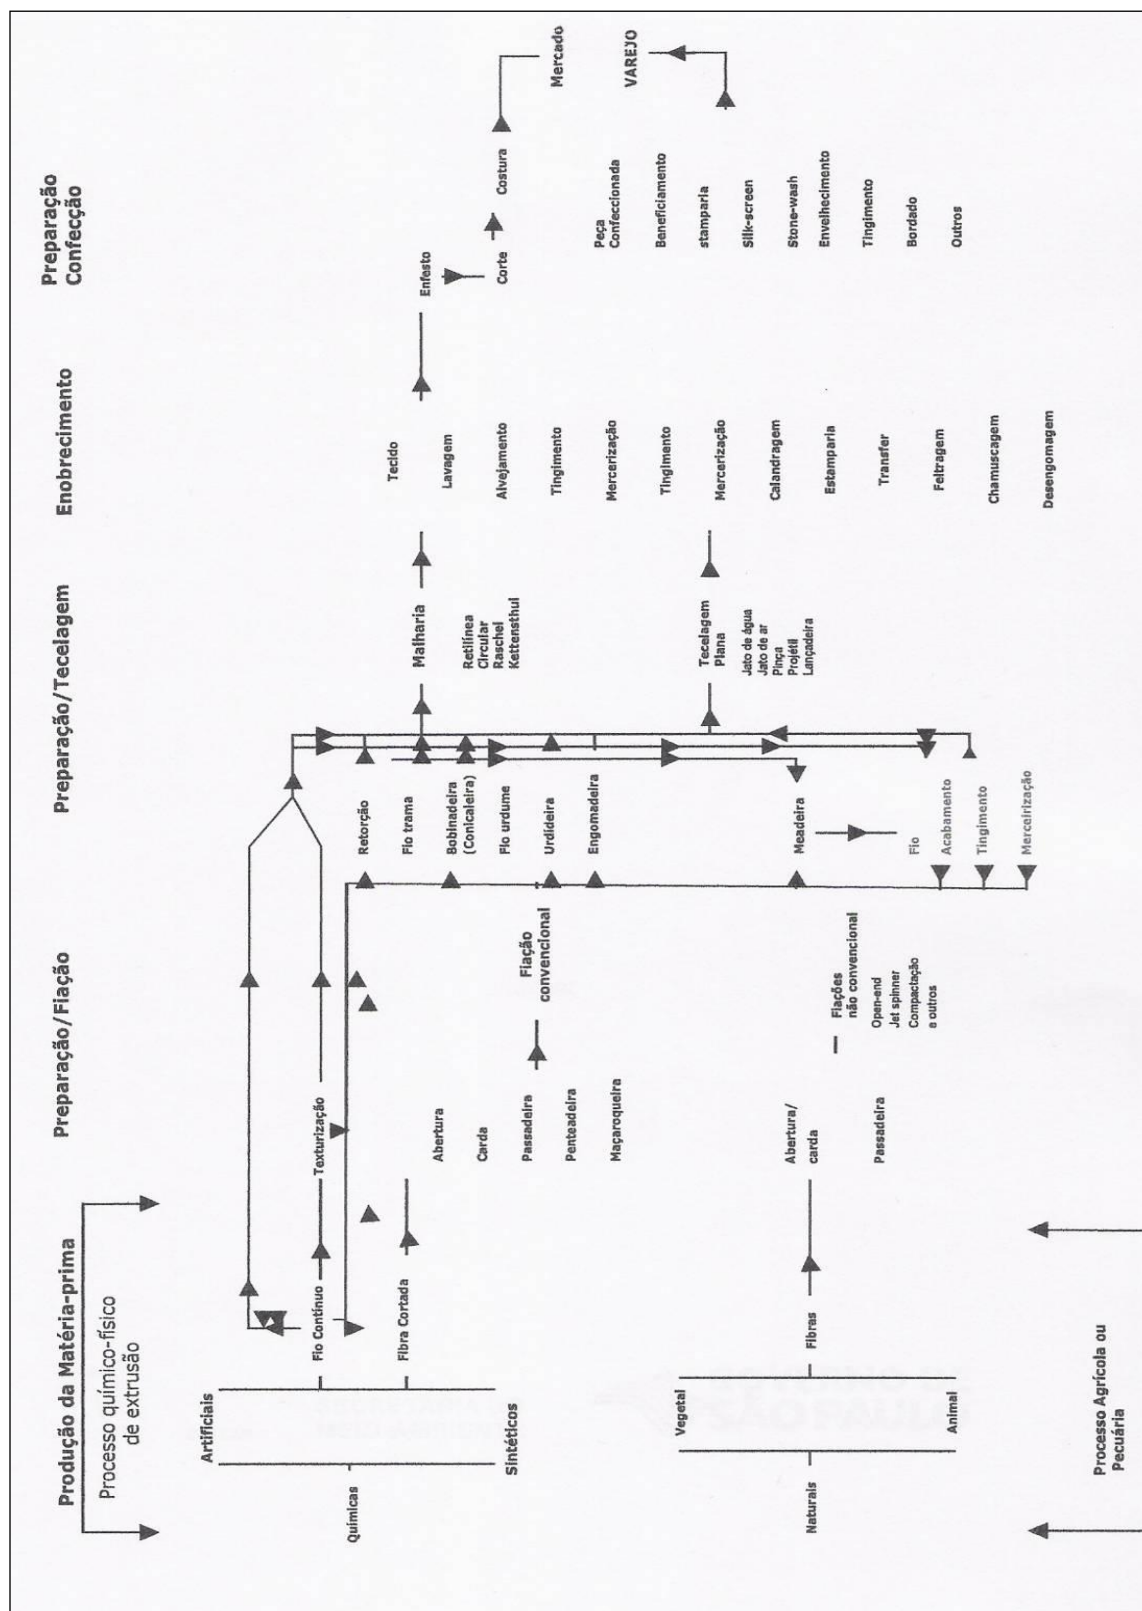 Produção da Matéria-prima
Processo químico-físico
de extrusão
Artificiais
Químicas
Sintéticos
Fio Contínuo
Fibra Cortada
Vegetal
Naturais
Animal
Fibras
Processo Agrícola ou
Pecuária
Preparação/Fiação
Texturização
Abertura
Carda
Passadeira
Penteadeira
Maçaroqueira
Fiação
convencional
Abertura/
carda
Passadeira
Fiações
não convencional
Open-end
Jet spinner
Compactação
e outros
Preparação/Tecelagem
Retorção
Fio trama
Bobinadeira
(Conicaleira)
Fio urdume
Urdideira
Engomadeira
Meadeira
Fio
Acabamento
Tingimento
Merceirização
Malharia
Retilínea
Circular
Raschel
Kettensthul
Tecelagem
Plana
Jato de água
Jato de ar
Pinça
Projétil
Lançadeira
Enobrecimento
Tecido
Lavagem
Alvejamento
Tingimento
Mercerização
Tingimento
Mercerização
Calandragem
Estamparia
Transfer
Feltragem
Chamuscagem
Desengomagem
Preparação
Confecção
Enfesto
Corte
Costura
Peça
Confeccionada
Beneficiamento
stamparia
Silk-screen
Stone-wash
Envelhecimento
Tingimento
Bordado
Outros
Mercado
VAREJO